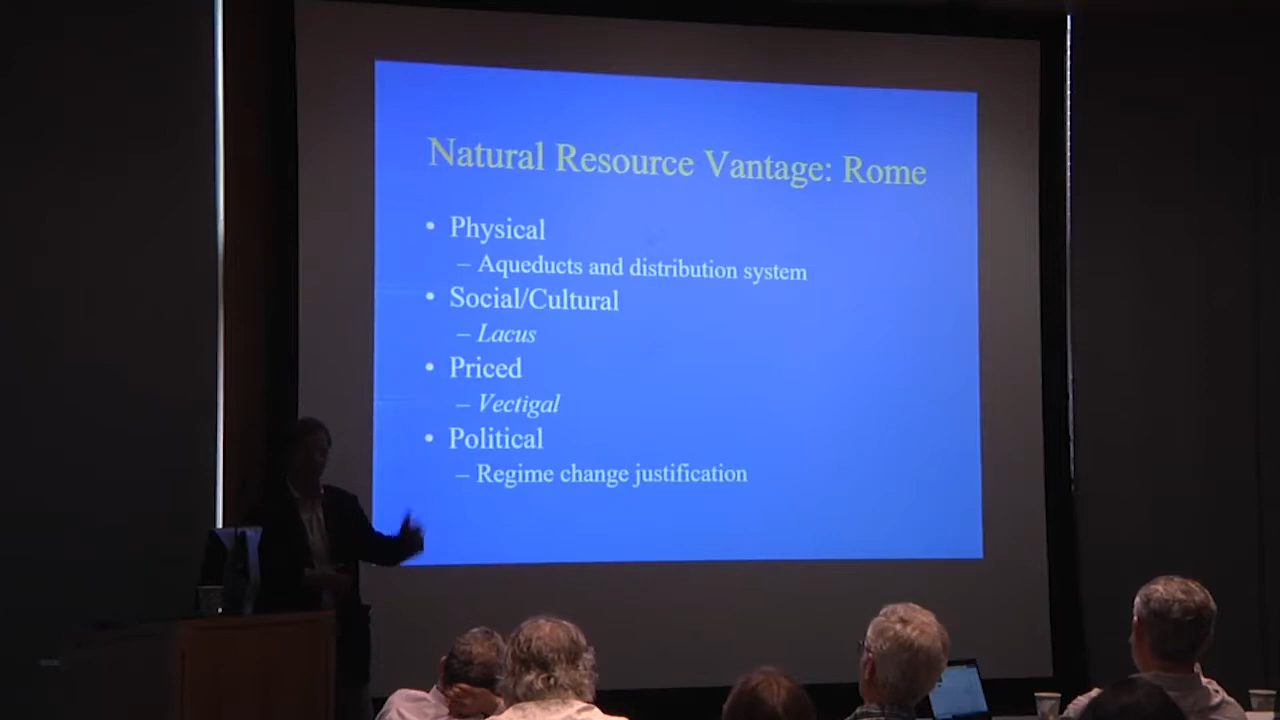 Natural Resource Vantage: Rome
• Physical
– Aqueducts and distribution system
• Social/Cultural
– Lacus
• Priced
– Vectigal
• Political
– Regime change justification